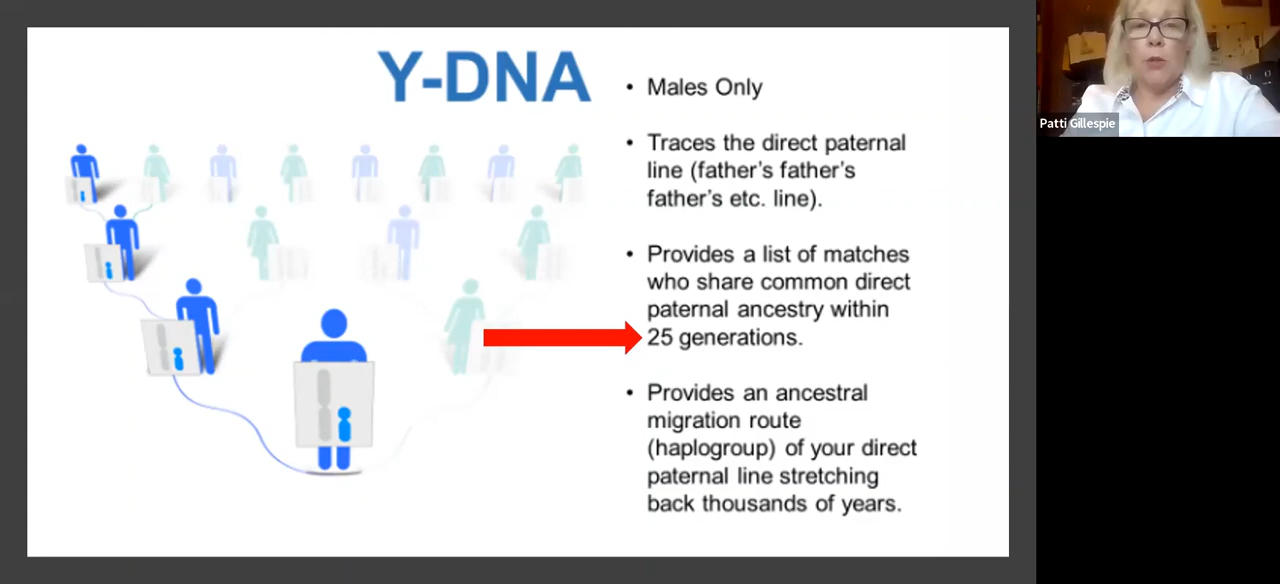 Y-DNA
• Males Only
• Traces the direct paternal
line (father’s father’s
father’s etc. line).
• Provides a list of matches
who share common direct
paternal ancestry within
25 generations.
• Provides an ancestral
migration route
(haplogroup) of your direct
paternal line stretching
back thousands of years.
Patti Gillespie